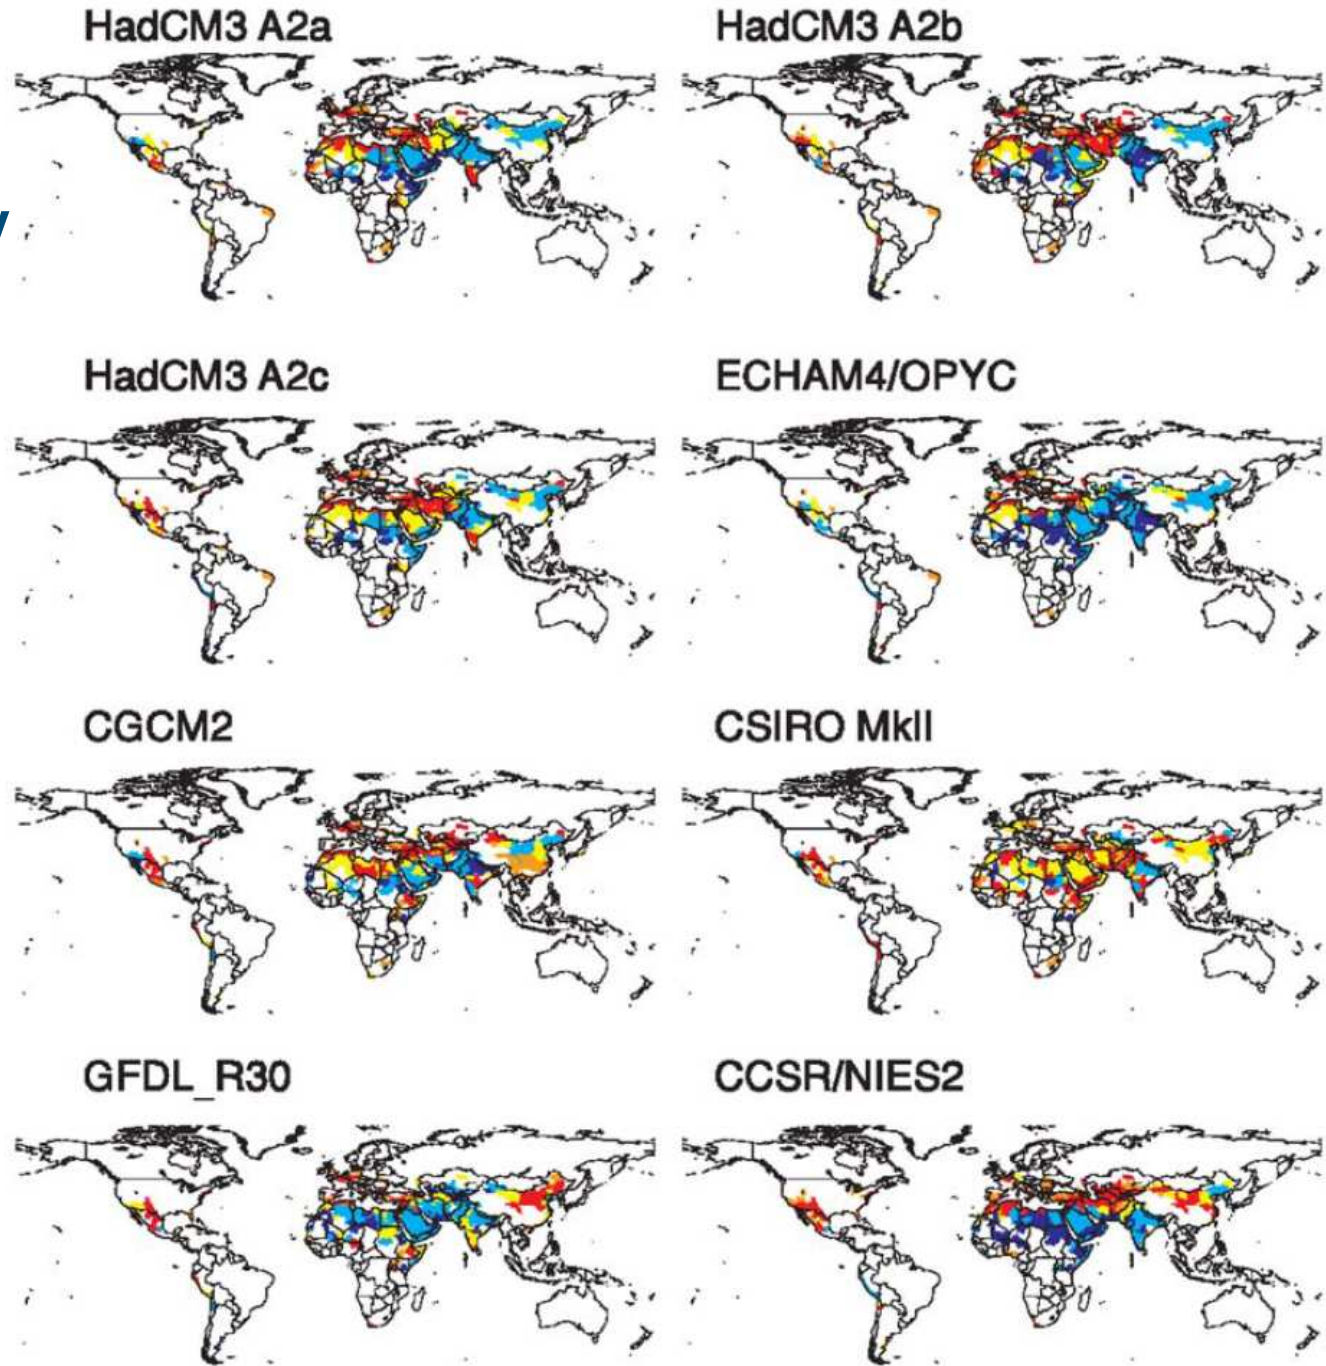 HadCM3 A2a
HadCM3 A2b
y
HadCM3 A2c
ECHAM4/OPYC
CGCM2
CSIRO MkII
GFDL_R30
CCSR/NIES2